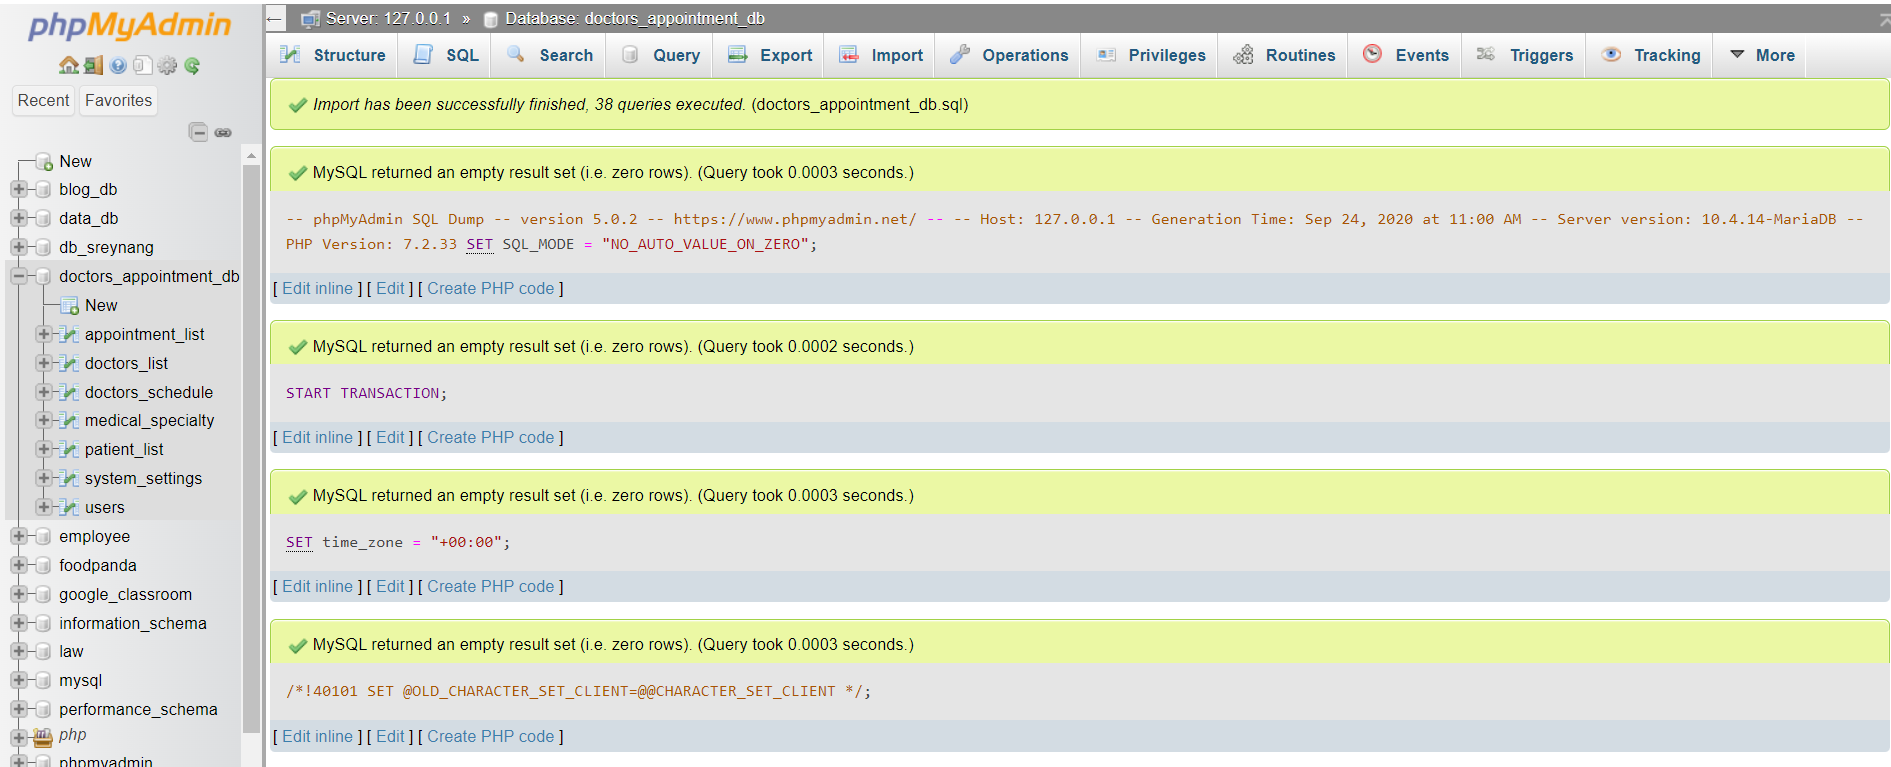 phpMyAdmin
Recent
Favorites
New
blog_db
data_db
db_sreynang
doctors_appointment_db
New
appointment_list
doctors_list
doctors_schedule
medical_specialty
patient_list
system_settings
users
employee
foodpanda
google_classroom
information_schema
law
mysql
performance_schema
php
phpmyadmin
Server: 127.0.0.1 » Database: doctors_appointment_db
Structure SQL Search Query Export Import Operations Privileges Routines Events Triggers Tracking More
Import has been successfully finished, 38 queries executed. (doctors_appointment_db.sql)
MySQL returned an empty result set (i.e. zero rows). (Query took 0.0003 seconds.)
-- phpMyAdmin SQL Dump -- version 5.0.2 -- https://www.phpmyadmin.net/ -- -- Host: 127.0.0.1 -- Generation Time: Sep 24, 2020 at 11:00 AM -- Server version: 10.4.14-MariaDB --
PHP Version: 7.2.33 SET SQL_MODE = "NO_AUTO_VALUE_ON_ZERO";
[ Edit inline ] [ Edit ] [ Create PHP code ]
MySQL returned an empty result set (i.e. zero rows). (Query took 0.0002 seconds.)
START TRANSACTION;
[ Edit inline ] [ Edit ] [ Create PHP code ]
MySQL returned an empty result set (i.e. zero rows). (Query took 0.0003 seconds.)
SET time_zone = "+00:00";
[ Edit inline ] [ Edit ] [ Create PHP code ]
MySQL returned an empty result set (i.e. zero rows). (Query took 0.0003 seconds.)
/*!40101 SET @OLD_CHARACTER_SET_CLIENT=@@CHARACTER_SET_CLIENT */;
[ Edit inline ] [ Edit ] [ Create PHP code ]